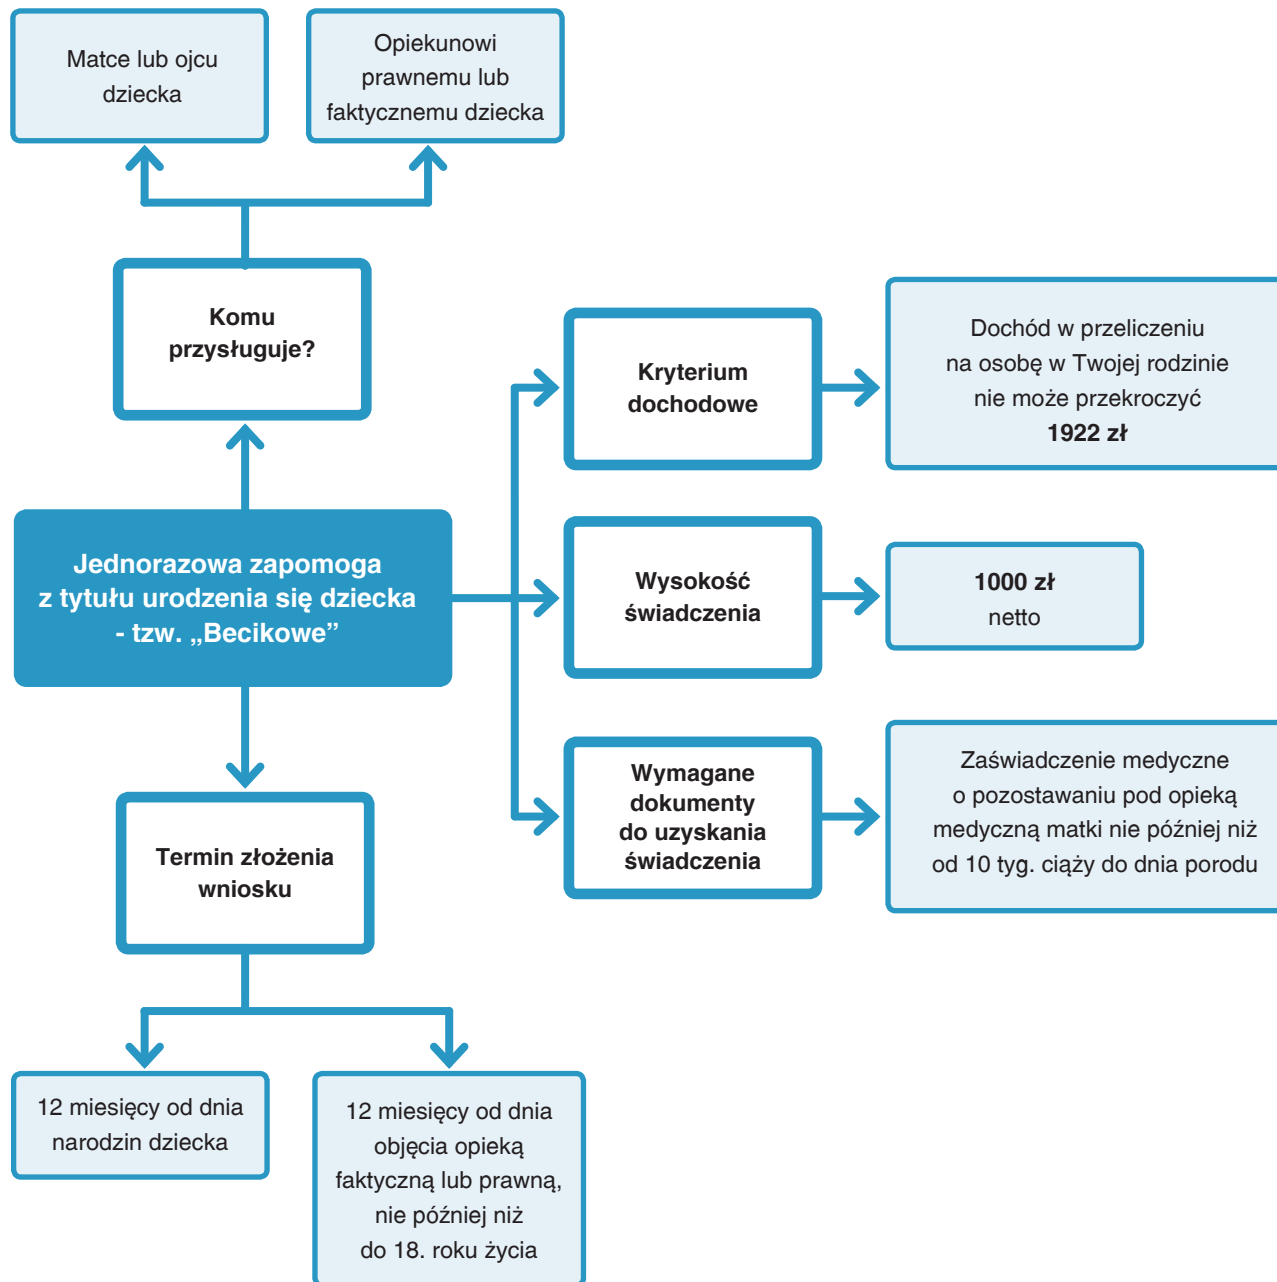 Matce lub ojcu
dziecka
Opiekunowi
prawnemu lub
faktycznemu dziecka
Komu
przysługuje?
Kryterium
dochodowe
Dochód w przeliczeniu
na osobę w Twojej rodzinie
nie może przekroczyć
1922 zł
Jednorazowa zapomoga
z tytułu urodzenia się dziecka
- tzw. „Becikowe”
Wysokość
świadczenia
1000 zł
netto
Wymagane
dokumenty
do uzyskania
świadczenia
Zaświadczenie medyczne
o pozostawaniu pod opieką
medyczną matki nie później niż
od 10 tyg. ciąży do dnia porodu
Termin złożenia
wniosku
12 miesięcy od dnia
narodzin dziecka
12 miesięcy od dnia
objęcia opieką
faktyczną lub prawną,
nie później niż
do 18. roku życia